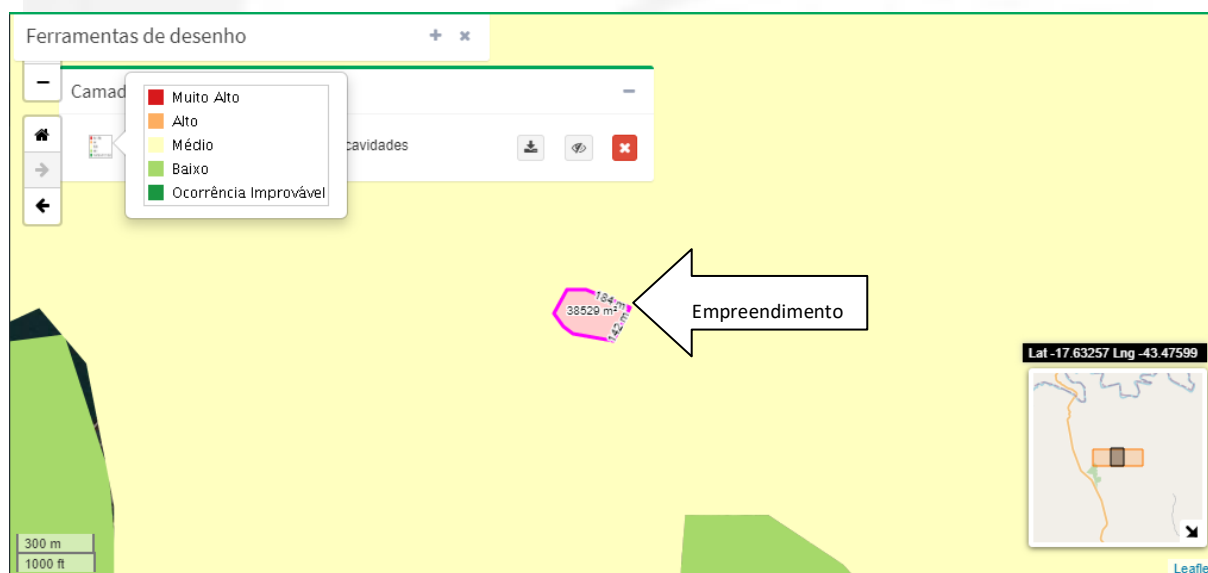 Ferramentas de desenho
Camad
Muito Alto
Alto
Médio
Baixo
Ocorrência Improvável
cavidades
184 m
38529 m²
142 m
Empreendimento
Lat -17.63257 Lng -43.47599
300 m
1000 ft
Leafle